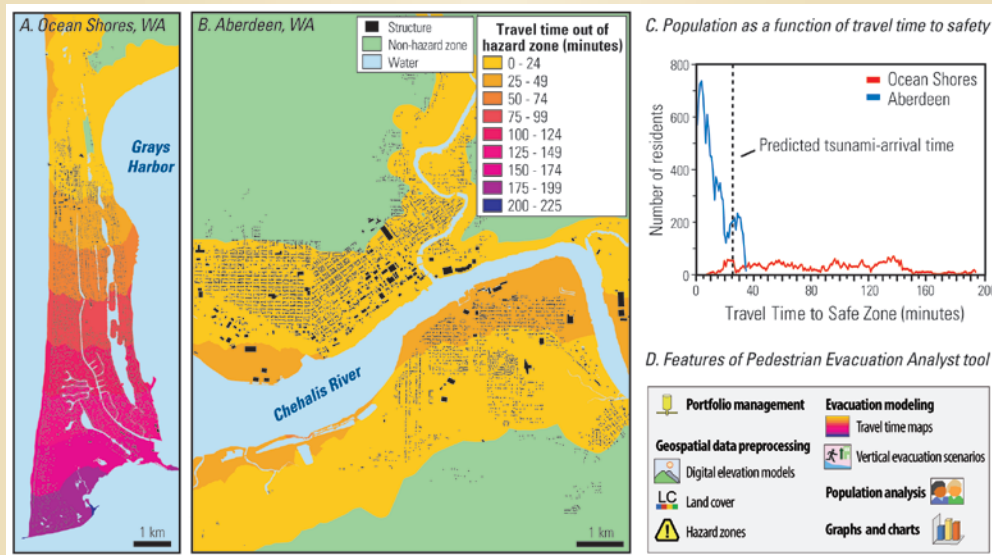 A. Ocean Shores, WA
Grays
Harbor
1 km
B. Aberdeen, WA
Structure
Non-hazard zone
Water
Travel time out of
hazard zone (minutes)
0 - 24
25 - 49
50 - 74
75 - 99
100 - 124
125 - 149
150 - 174
175 - 199
200 - 225
Chehalis River
1 km
C. Population as a function of travel time to safety
800
600
400
200
0
Ocean Shores
Aberdeen
Predicted tsunami-arrival time
Number of residents
0 40 80 120 160 200
Travel Time to Safe Zone (minutes)
D. Features of Pedestrian Evacuation Analyst tool
Portfolio management
Geospatial data preprocessing
Digital elevation models
LC Land cover
Hazard zones
Evacuation modeling
Travel time maps
Vertical evacuation scenarios
Population analysis
Graphs and charts